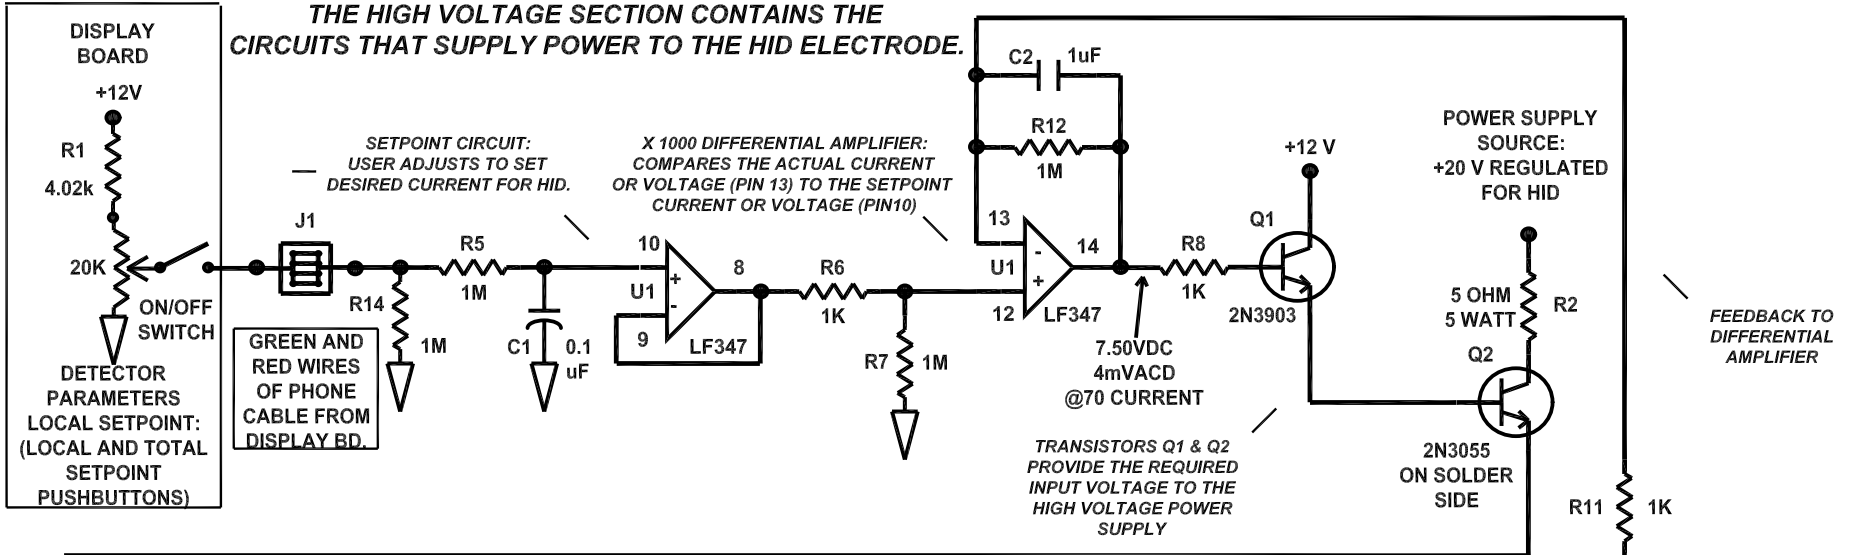 THE HIGH VOLTAGE SECTION CONTAINS THE
CIRCUITS THAT SUPPLY POWER TO THE HID ELECTRODE.
DISPLAY
BOARD
+12V
R1
4.02k
20K
ON/OFF
SWITCH
DETECTOR
PARAMETERS
LOCAL SETPOINT:
(LOCAL AND TOTAL
SETPOINT
PUSHBUTTONS)
J1
GREEN AND
RED WIRES
OF PHONE
CABLE FROM
DISPLAY BD.
SETPOINT CIRCUIT:
USER ADJUSTS TO SET
DESIRED CURRENT FOR HID.
R14
1M
R5
1M
C1
0.1
uF
10
+
U1
-
9
8
LF347
X 1000 DIFFERENTIAL AMPLIFIER:
COMPARES THE ACTUAL CURRENT
OR VOLTAGE (PIN 13) TO THE SETPOINT
CURRENT OR VOLTAGE (PIN10)
R6
1K
R7
1M
C2
1uF
R12
1M
13
-
U1
+
12
14
LF347
7.50VDC
4mVACD
@70 CURRENT
R8
1K
+12 V
Q1
2N3903
TRANSISTORS Q1 & Q2
PROVIDE THE REQUIRED
INPUT VOLTAGE TO THE
HIGH VOLTAGE POWER
SUPPLY
POWER SUPPLY
SOURCE:
+20 V REGULATED
FOR HID
5 OHM
5 WATT
R2
Q2
2N3055
ON SOLDER
SIDE
R11
1K
FEEDBACK TO
DIFFERENTIAL
AMPLIFIER